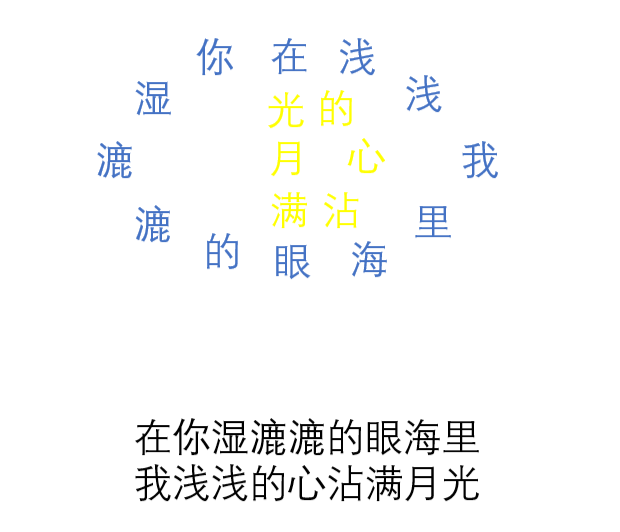 你 在 浅
湿 浅
光 的
漉 月 心 我
漉 满 沾 里
的 眼 海
在你湿漉漉的眼海里
我浅浅的心沾满月光